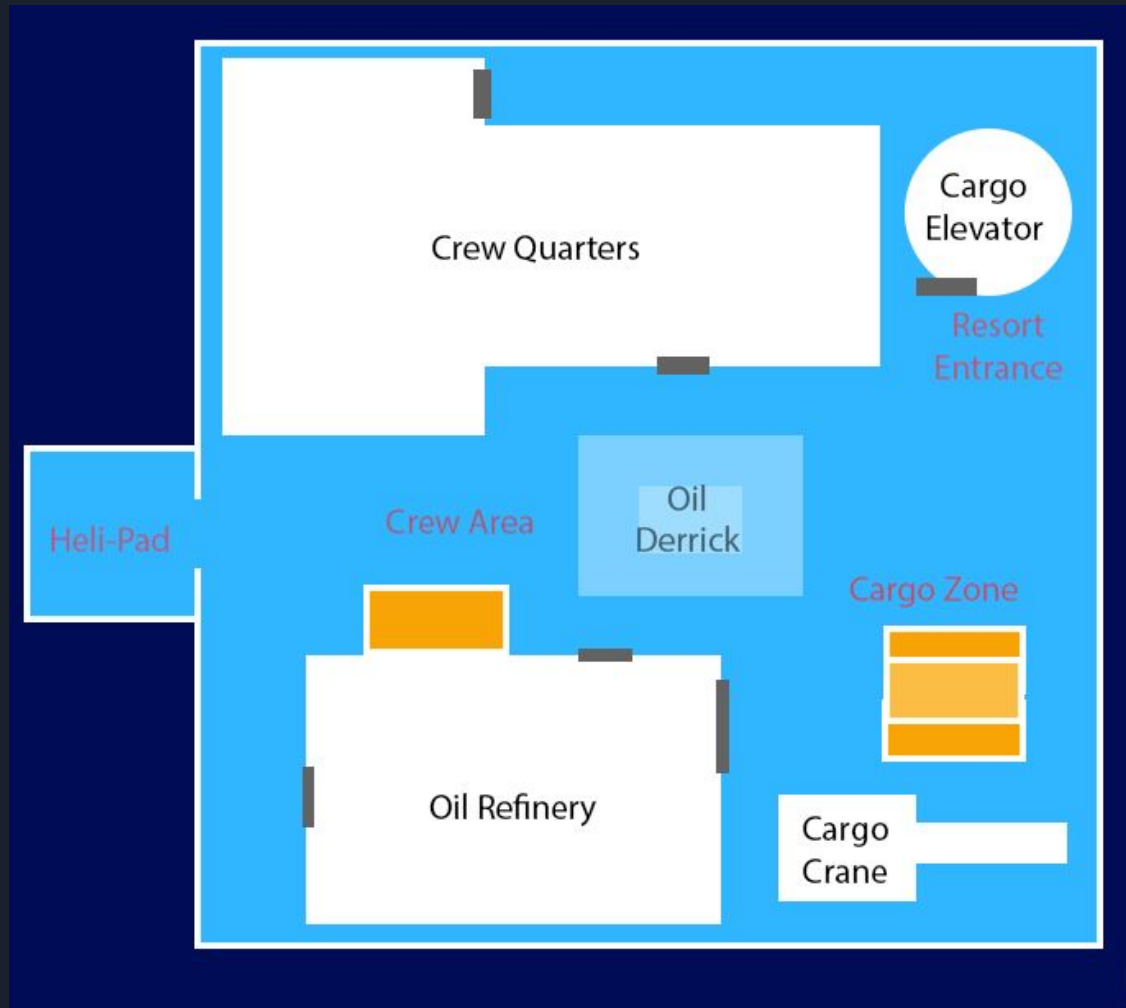 Cargo
Elevator
Crew Quarters
Resort
Entrance
Oil
Derrick
Crew Area
Heli-Pad
Cargo Zone
Oil Refinery
Cargo
Crane